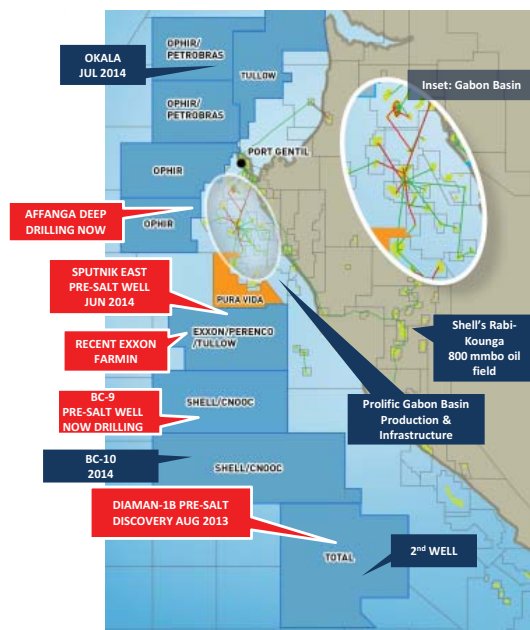 OKALA
JUL 2014
OPHIR/
PETROBRAS
TULLOW
Inset: Gabon Basin
OPHIR/
PETROBRAS
PORT GENTIL
OPHIR
AFFANGA DEEP
DRILLING NOW
OPHIR
SPUTNIK EAST
PRE-SALT WELL
JUN 2014
PURA VIDA
RECENT EXXON
FARMIN
EXXON/PERENCO
/TULLOW
Shell's Rabi-
Kounga
800 mmbo oil
field
BC-9
PRE-SALT WELL
NOW DRILLING
SHELL/CNOOC
Prolific Gabon Basin
Production &
Infrastructure
BC-10
2014
SHELL/CNOOC
DIAMAN-1B PRE-SALT
DISCOVERY AUG 2013
TOTAL
2nd WELL